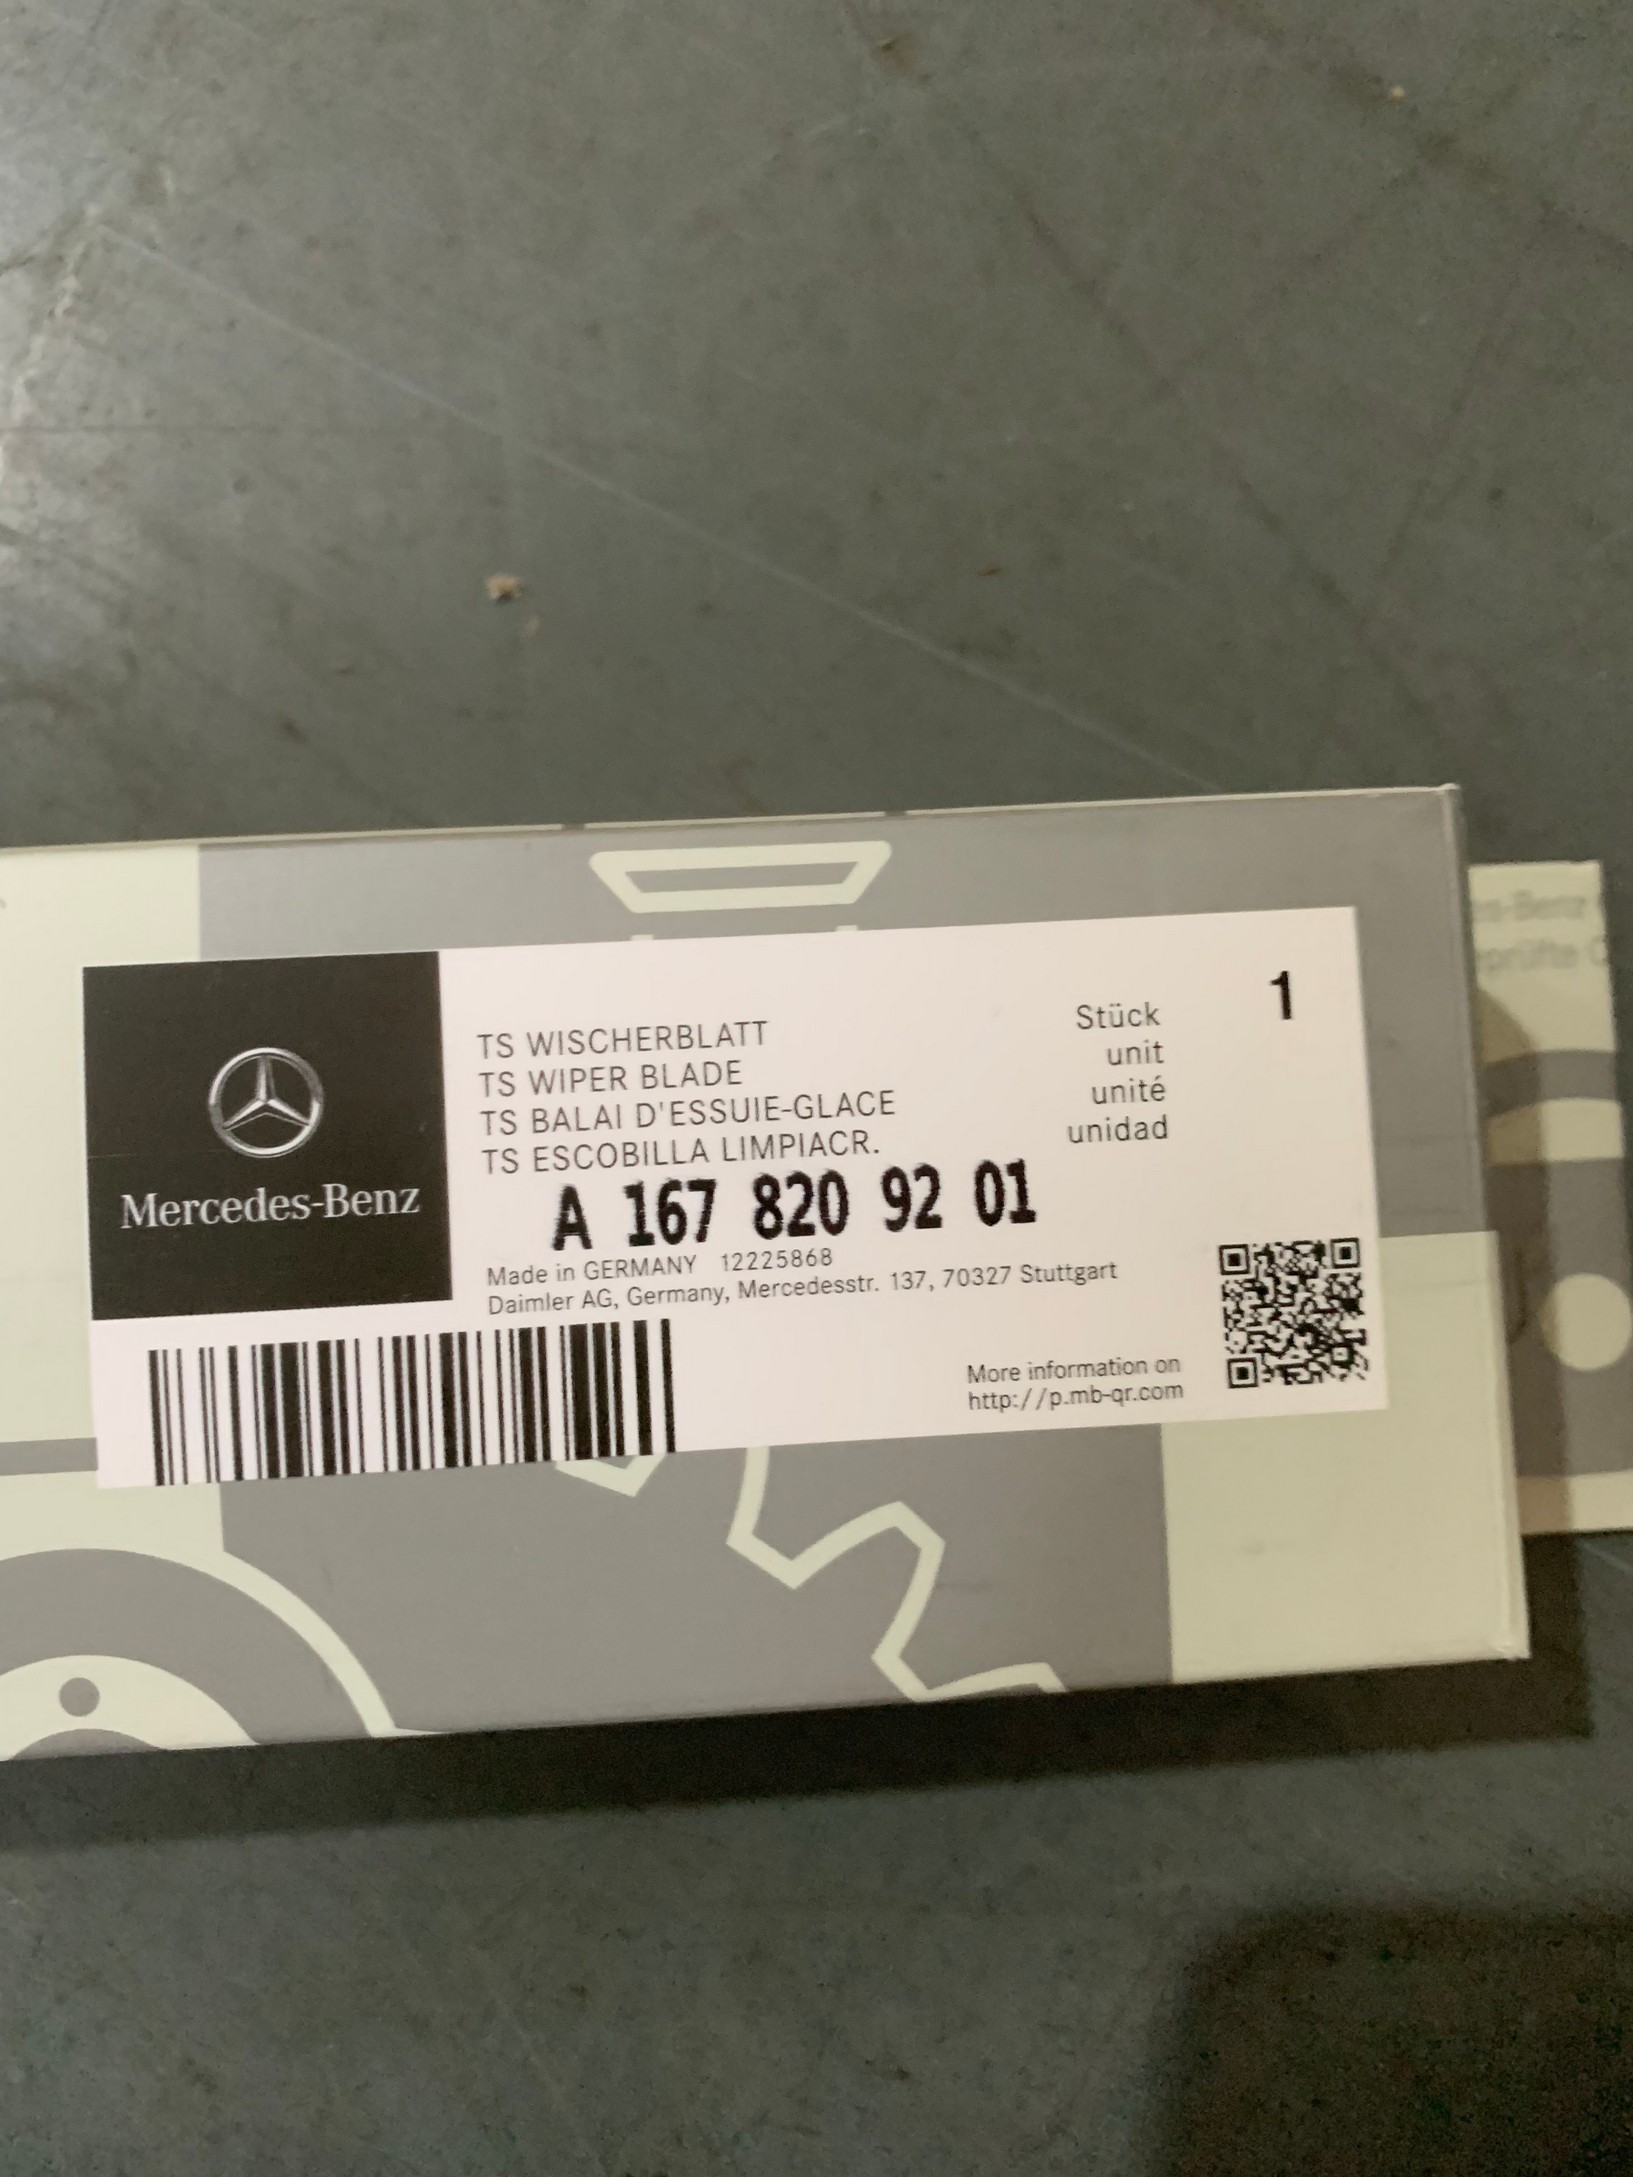 TS WISCHERBLATT
TS WIPER BLADE
TS BALAI D'ESSUIE-GLACE
TS ESCOBILLA LIMPIACR.
Stück 1
unit
unité
unidad
Mercedes-Benz
A 167 820 92 01
Made in GERMANY 12225868
Daimler AG, Germany, Mercedesstr. 137, 70327 Stuttgart
More information on
http://p.mb-qr.com